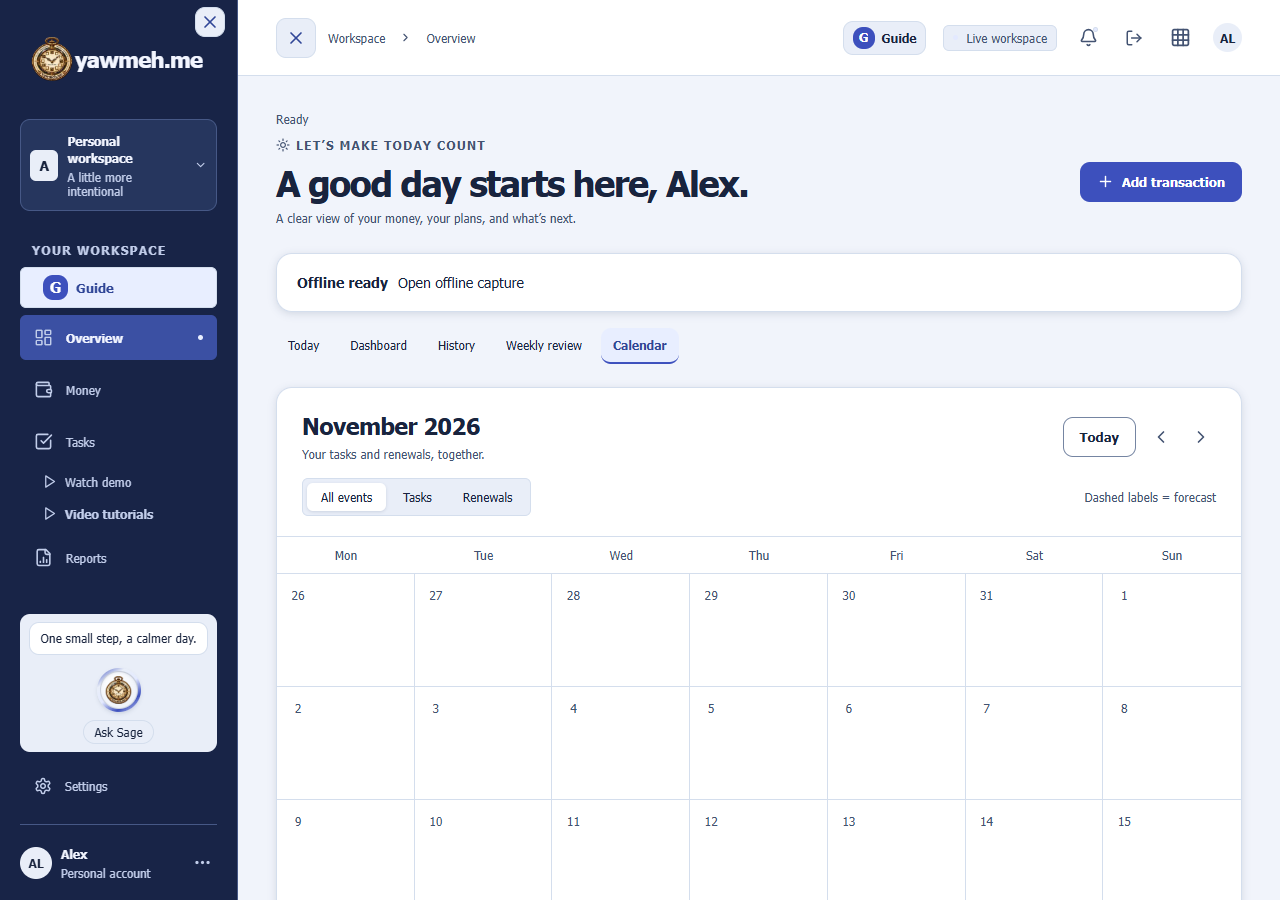 yawmeh.me
A
Personal
workspace
A little more
intentional
YOUR WORKSPACE
G Guide
Overview
Money
Tasks
Watch demo
Video tutorials
Reports
One small step, a calmer day.
Ask Sage
Settings
AL
Alex
Personal account
Workspace
Overview
G Guide
Live workspace
AL
Ready
LET’S MAKE TODAY COUNT
A good day starts here, Alex.
A clear view of your money, your plans, and what’s next.
Add transaction
Offline ready Open offline capture
Today Dashboard History Weekly review Calendar
November 2026
Your tasks and renewals, together.
Today
All events Tasks Renewals
Dashed labels = forecast
Mon Tue Wed Thu Fri Sat Sun
26 27 28 29 30 31 1
2 3 4 5 6 7 8
9 10 11 12 13 14 15